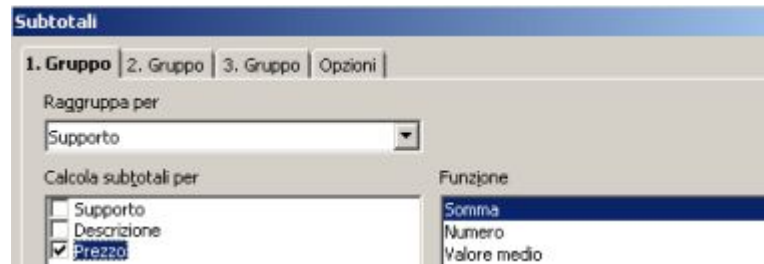 Subtotali
1. Gruppo 2. Gruppo 3. Gruppo Opzioni
Raggruppa per
Supporto
Calcola subtotali per Funzione
Supporto Somma
Descrizione Numero
Prezzo Valore medio